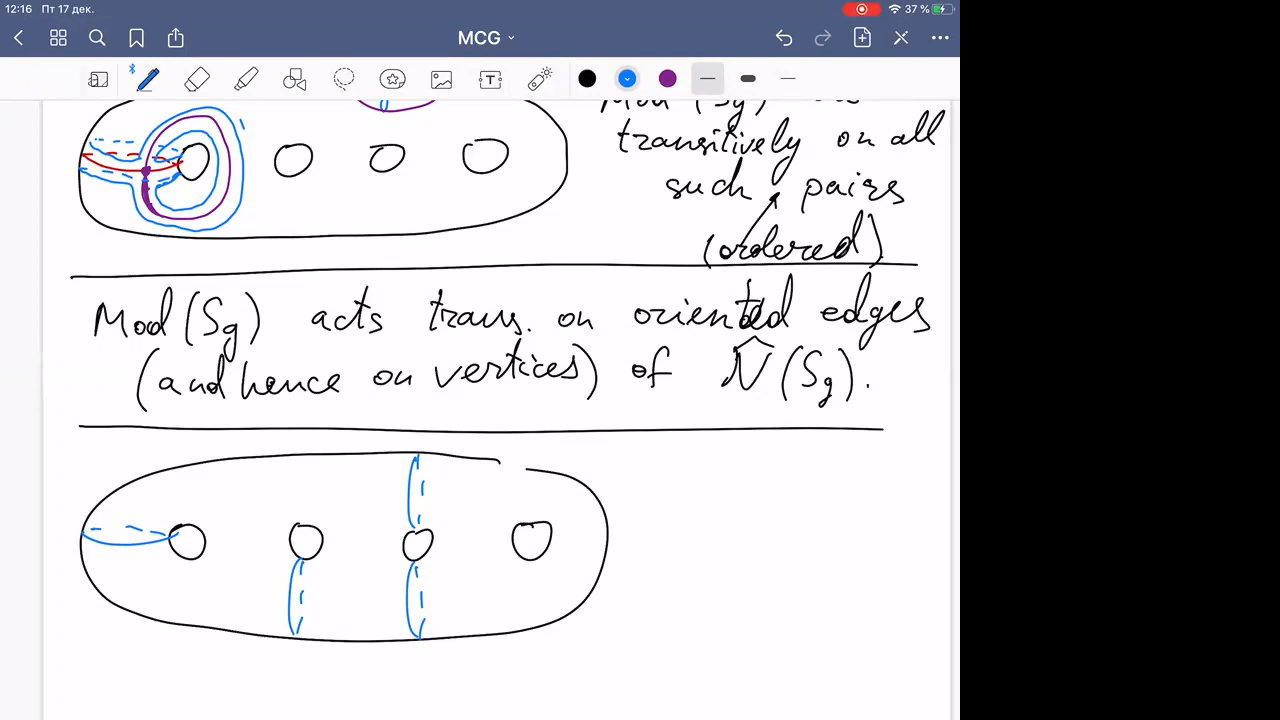 12:16 Пт 17 дек.
37 %
MCG
T
transitively on all
such pairs
(ordered)
Mod(Sg) acts trans. on oriented edges
(and hence on vertices) of N̂(Sg).